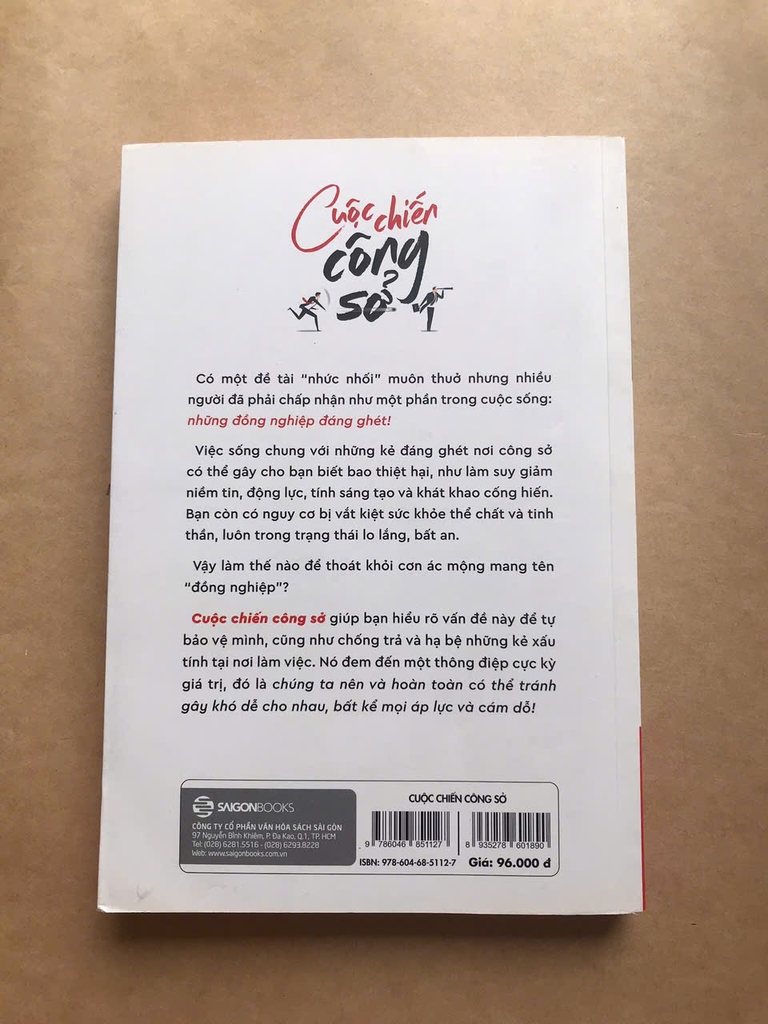 Cuộc chiến
công
sở
Có một đề tài “nhức nhối” muôn thuở nhưng nhiều
người đã phải chấp nhận như một phần trong cuộc sống:
những đồng nghiệp đáng ghét!
Việc sống chung với những kẻ đáng ghét nơi công sở
có thể gây cho bạn biết bao thiệt hại, như làm suy giảm
niềm tin, động lực, tính sáng tạo và khát khao cống hiến.
Bạn còn có nguy cơ bị vắt kiệt sức khỏe thể chất và tinh
thần, luôn trong trạng thái lo lắng, bất an.
Vậy làm thế nào để thoát khỏi cơn ác mộng mang tên
“đồng nghiệp”?
Cuộc chiến công sở giúp bạn hiểu rõ vấn đề này để tự
bảo vệ mình, cũng như chống trả và hạ bệ những kẻ xấu
tính tại nơi làm việc. Nó đem đến một thông điệp cực kỳ
giá trị, đó là chúng ta nên và hoàn toàn có thể tránh
gây khó dễ cho nhau, bất kể mọi áp lực và cám dỗ!
SAIGONBOOKS
CÔNG TY CỔ PHẦN VĂN HÓA SÁCH SÀI GÒN
97 Nguyễn Bỉnh Khiêm, P. Đa Kao, Q.1, TP. HCM
Tel: (028) 6281.5516 - (028) 6293.8228
Web: www.saigonbooks.com.vn
CUỘC CHIẾN CÔNG SỞ
9 786046 851127
8 935278 601890
ISBN: 978-604-68-5112-7
Giá: 96.000 đ